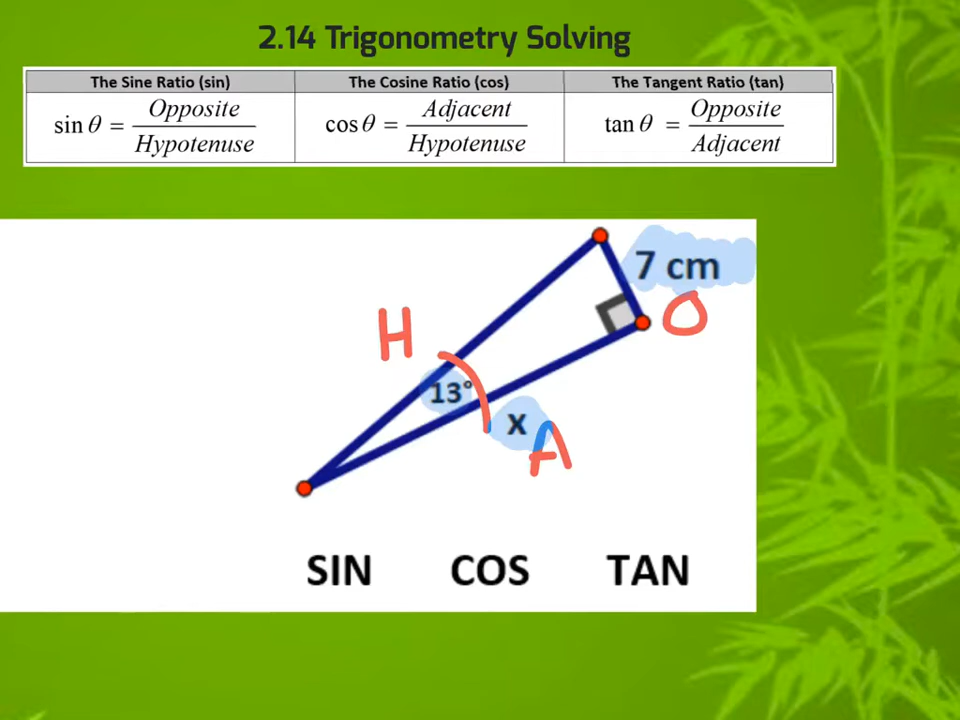 2.14 Trigonometry Solving
The Sine Ratio (sin) The Cosine Ratio (cos) The Tangent Ratio (tan)
sin θ = Opposite / Hypotenuse cos θ = Adjacent / Hypotenuse tan θ = Opposite / Adjacent
7 cm
O
H
13°
x
A
SIN COS TAN